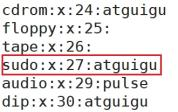 cdrom:x:24:atguigu
floppy:x:25:
tape:x:26:
sudo:x:27:atguigu
audio:x:29:pulse
dip:x:30:atguigu